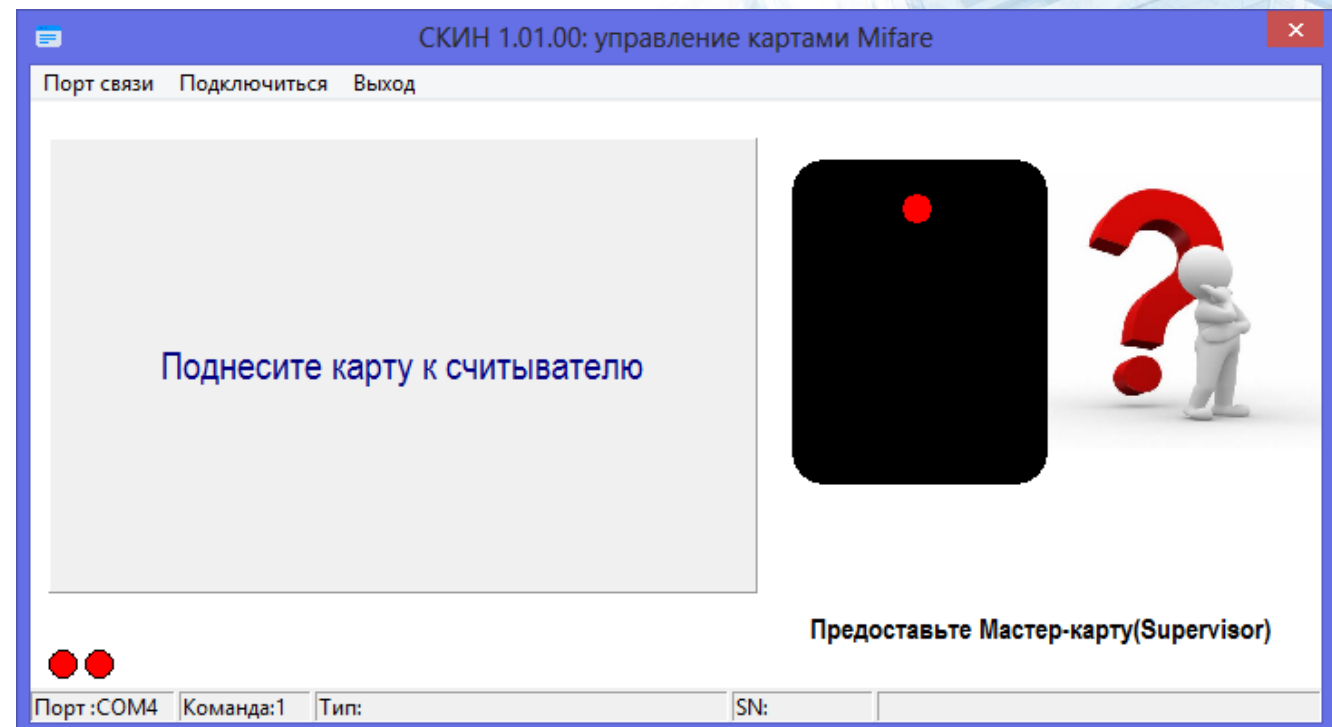 СКИН 1.01.00: управление картами Mifare
Порт связи Подключиться Выход
Поднесите карту к считывателю
Предоставьте Мастер-карту(Supervisor)
Порт :COM4 Команда:1 Тип: SN: